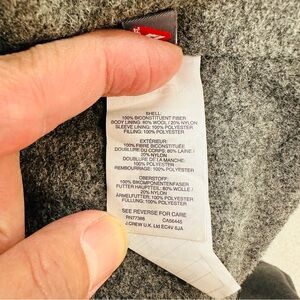 SHELL:
100% BICONSTITUENT FIBER
BODY LINING: 80% WOOL / 20% NYLON
SLEEVE LINING: 100% POLYESTER
FILLING: 100% POLYESTER
EXTÉRIEUR:
100% FIBRE BICONSTITUÉE
DOUBLURE DU CORPS: 80% LAINE /
20% NYLON
DOUBLURE DE LA MANCHE:
100% POLYESTER
REMBOURRAGE: 100% POLYESTER
OBERSTOFF:
100% BIKOMPONENTENFASER
FUTTER HAUPTTEIL: 80% WOLLE /
20% NYLON
ÄRMELFUTTER: 100% POLYESTER
FÜLLUNG: 100% POLYESTER
SEE REVERSE FOR CARE
RN77388 CA56445
J.CREW U.K. Ltd EC4V 6JA